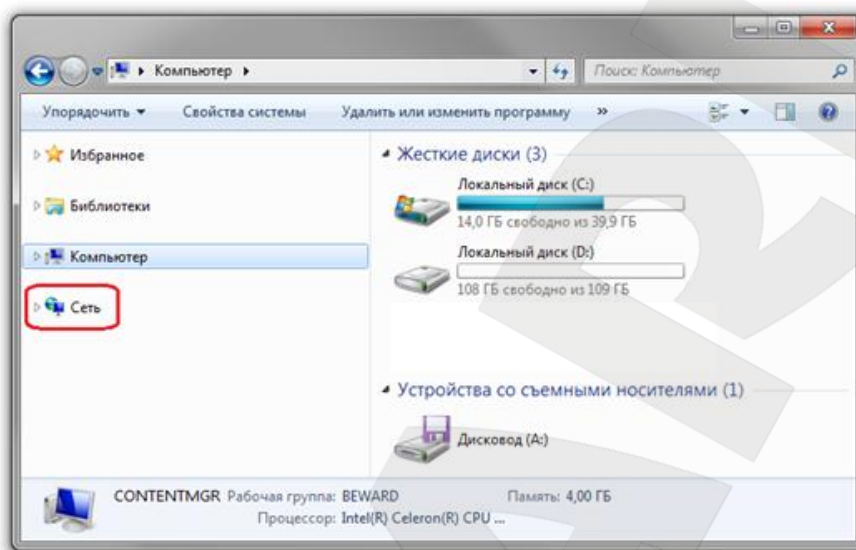 Компьютер
Поиск: Компьютер
Упорядочить Свойства системы Удалить или изменить программу »
Избранное
Библиотеки
Компьютер
Сеть
Жесткие диски (3)
Локальный диск (C:)
14,0 ГБ свободно из 39,9 ГБ
Локальный диск (D:)
108 ГБ свободно из 109 ГБ
Устройства со съемными носителями (1)
Дисковод (A:)
CONTENTMGR Рабочая группа: BEWARD Память: 4,00 ГБ
Процессор: Intel(R) Celeron(R) CPU ...